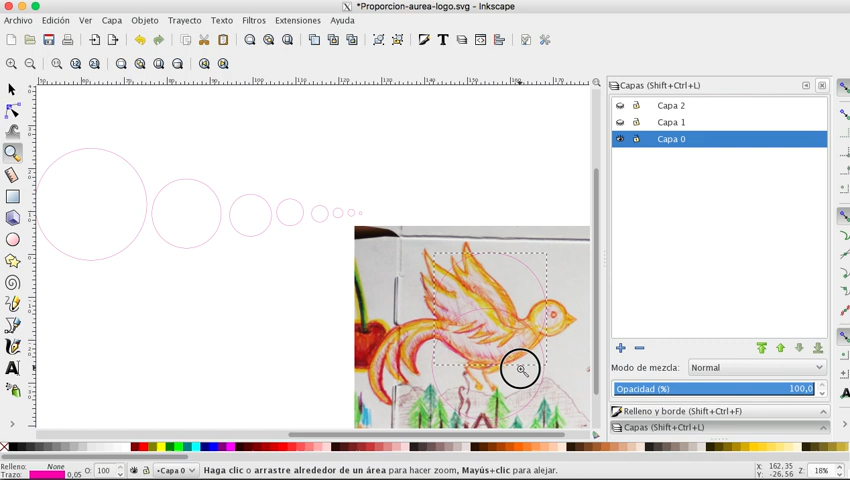 *Proporcion-aurea-logo.svg - Inkscape
Archivo Edición Ver Capa Objeto Trayecto Texto Filtros Extensiones Ayuda
Capas (Shift+Ctrl+L)
Capa 2
Capa 1
Capa 0
Modo de mezcla: Normal
Opacidad (%) 100,0
Relleno y borde (Shift+Ctrl+F)
Capas (Shift+Ctrl+L)
Relleno: None
Trazo: 0,05
O: 100
•Capa 0
Haga clic o arrastre alrededor de un área para hacer zoom, Mayús+clic para alejar.
X: 162,35
Y: -26,56
Z: 18%